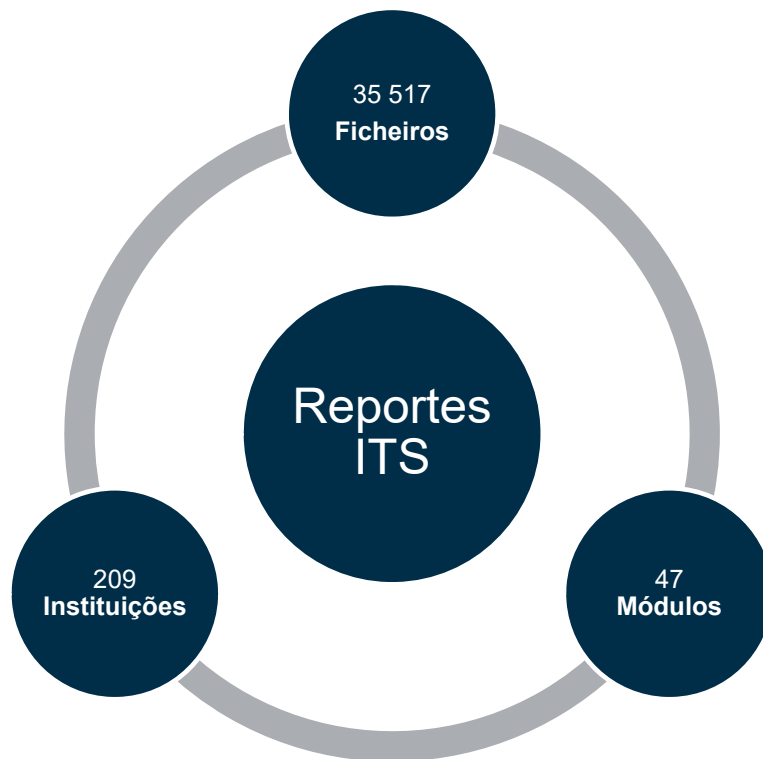 35 517
Ficheiros
Reportes
ITS
209
Instituições
47
Módulos